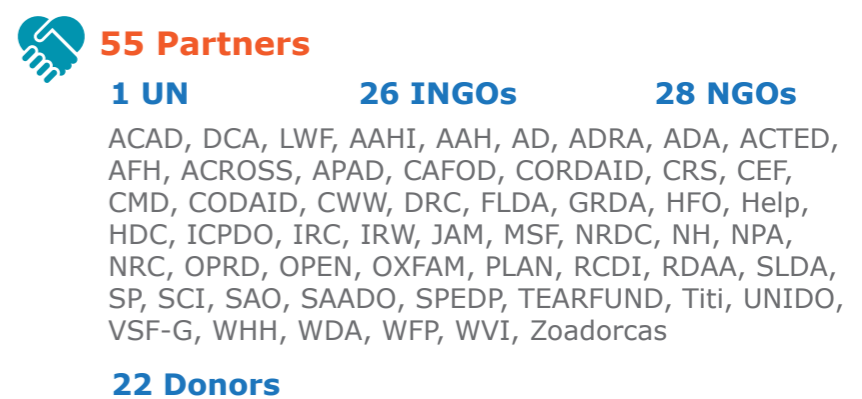 55 Partners
1 UN 26 INGOs 28 NGOs
ACAD, DCA, LWF, AAHI, AAH, AD, ADRA, ADA, ACTED,
AFH, ACROSS, APAD, CAFOD, CORDAID, CRS, CEF,
CMD, CODAID, CWW, DRC, FLDA, GRDA, HFO, Help,
HDC, ICPDO, IRC, IRW, JAM, MSF, NRDC, NH, NPA,
NRC, OPRD, OPEN, OXFAM, PLAN, RCDI, RDAA, SLDA,
SP, SCI, SAO, SAADO, SPEDP, TEARFUND, Titi, UNIDO,
VSF-G, WHH, WDA, WFP, WVI, Zoadorcas
22 Donors